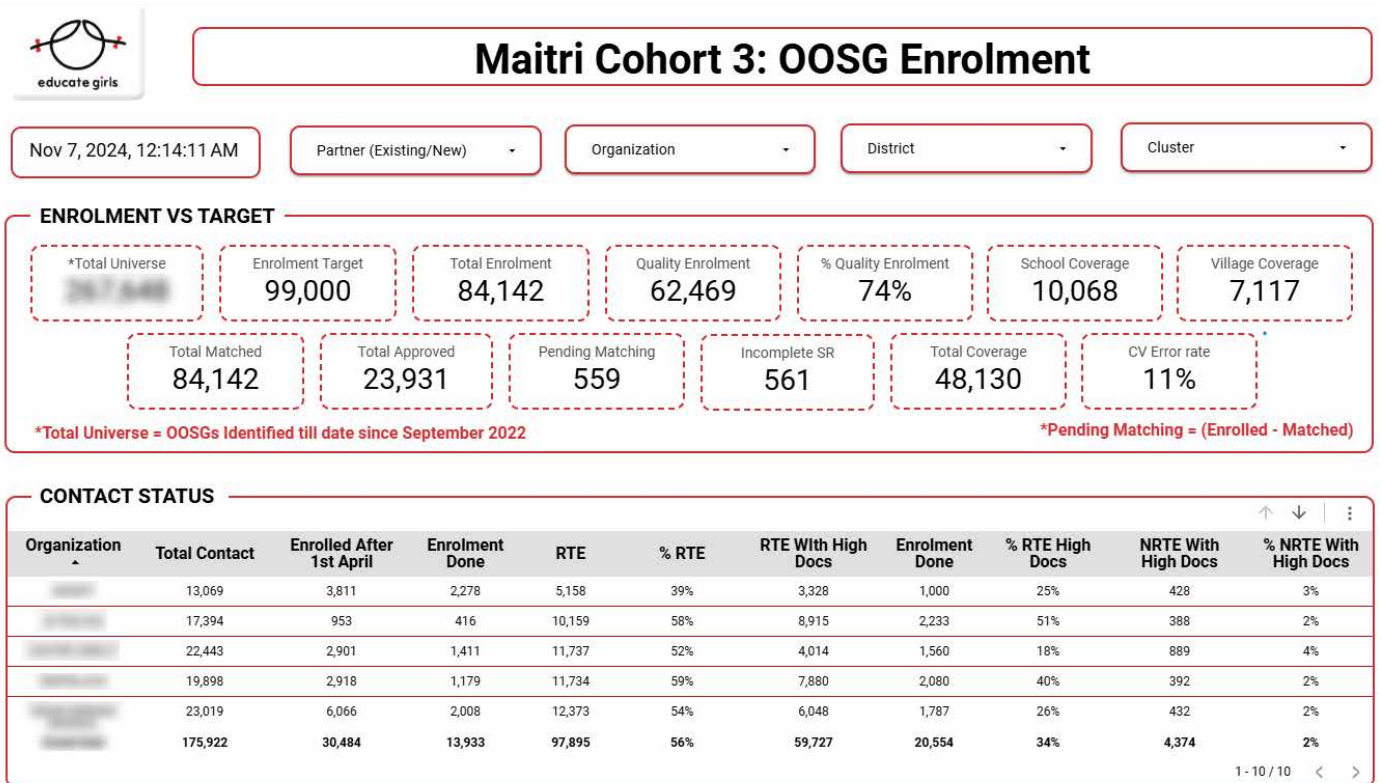 educate girls
Maitri Cohort 3: OOSG Enrolment
Nov 7, 2024, 12:14:11 AM
Partner (Existing/New)
Organization
District
Cluster
ENROLMENT VS TARGET
*Total Universe Enrolment Target Total Enrolment Quality Enrolment % Quality Enrolment School Coverage Village Coverage
99,000 84,142 62,469 74% 10,068 7,117
Total Matched Total Approved Pending Matching Incomplete SR Total Coverage CV Error rate
84,142 23,931 559 561 48,130 11%
*Total Universe = OOSGs Identified till date since September 2022
*Pending Matching = (Enrolled - Matched)
CONTACT STATUS
Organization Total Contact Enrolled After 1st April Enrolment Done RTE % RTE RTE WIth High Docs Enrolment Done % RTE High Docs NRTE With High Docs % NRTE With High Docs
13,069 3,811 2,278 5,158 39% 3,328 1,000 25% 428 3%
17,394 953 416 10,159 58% 8,915 2,233 51% 388 2%
22,443 2,901 1,411 11,737 52% 4,014 1,560 18% 889 4%
19,898 2,918 1,179 11,734 59% 7,880 2,080 40% 392 2%
23,019 6,066 2,008 12,373 54% 6,048 1,787 26% 432 2%
175,922 30,484 13,933 97,895 56% 59,727 20,554 34% 4,374 2%
1 - 10 / 10